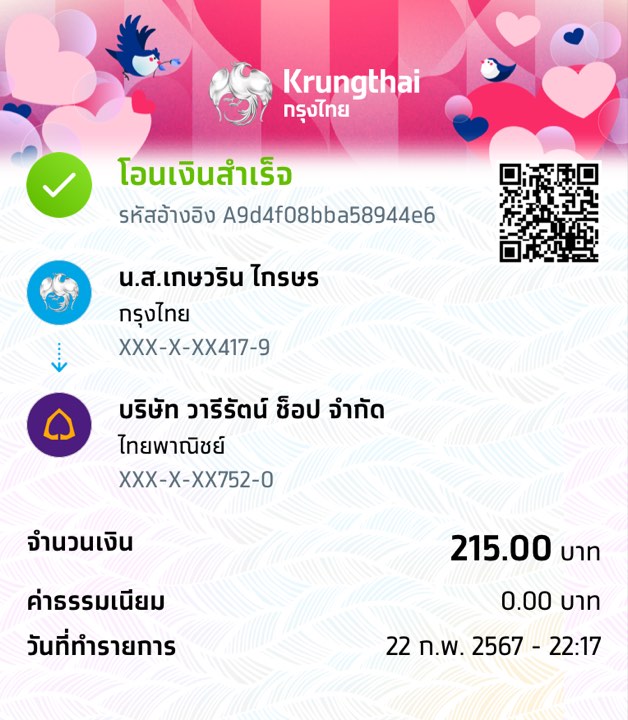 Krungthai
กรุงไทย
โอนเงินสำเร็จ
รหัสอ้างอิง A9d4f08bba58944e6
น.ส.เกษวริน ไกรษร
กรุงไทย
XXX-X-XX417-9
บริษัท วารีรัตน์ ช็อป จำกัด
ไทยพาณิชย์
XXX-X-XX752-0
จำนวนเงิน 215.00 บาท
ค่าธรรมเนียม 0.00 บาท
วันที่ทำรายการ 22 ก.พ. 2567 - 22:17